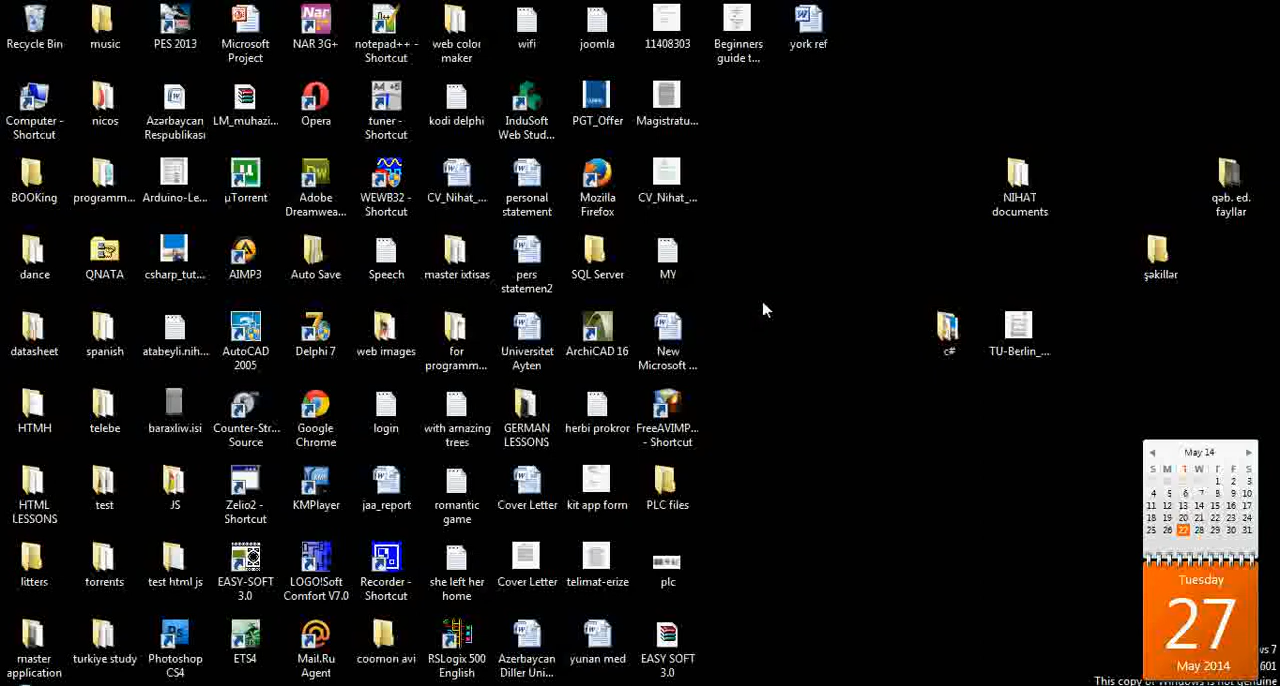 Recycle Bin
music
PES 2013
Microsoft
Project
NAR 3G+
notepad++ -
Shortcut
web color
maker
wifi
joomla
11408303
Beginners
guide t...
york ref
Computer -
Shortcut
nicos
Azərbaycan
Respublikası
LM_muhazi...
Opera
tuner -
Shortcut
kodi delphi
InduSoft
Web Stud...
PGT_Offer
Magistratu...
BOOKing
programm...
Arduino-Le...
µTorrent
Adobe
Dreamwea...
WEWB32 -
Shortcut
CV_Nihat_...
personal
statement
Mozilla
Firefox
CV_Nihat_...
NIHAT
documents
qəb. ed.
fayllar
dance
QNATA
csharp_tut...
AIMP3
Auto Save
Speech
master ixtisas
pers
statemen2
SQL Server
MY
şəkillər
datasheet
spanish
atabeyli.nih...
AutoCAD
2005
Delphi 7
web images
for
programm...
Universitet
Ayten
ArchiCAD 16
New
Microsoft ...
c#
TU-Berlin_...
HTMH
telebe
baraxliw.isi
Counter-Str...
Source
Google
Chrome
login
with amazing
trees
GERMAN
LESSONS
herbi prokror
FreeAVIMP...
- Shortcut
HTML
LESSONS
test
JS
Zelio2 -
Shortcut
KMPlayer
jaa_report
romantic
game
Cover Letter
kit app form
PLC files
litters
torrents
test html js
EASY-SOFT
3.0
LOGO!Soft
Comfort V7.0
Recorder -
Shortcut
she left her
home
Cover Letter
telimat-erize
plc
master
application
turkiye study
Photoshop
CS4
ETS4
Mail.Ru
Agent
coomon avi
RSLogix 500
English
Azerbaycan
Diller Uni...
yunan med
EASY SOFT
3.0
May 14
S M T W T F S
1 2 3
4 5 6 7 8 9 10
11 12 13 14 15 16 17
18 19 20 21 22 23 24
25 26 27 28 29 30 31
Tuesday
27
May 2014
ws 7
601
This copy of Windows is not genuine